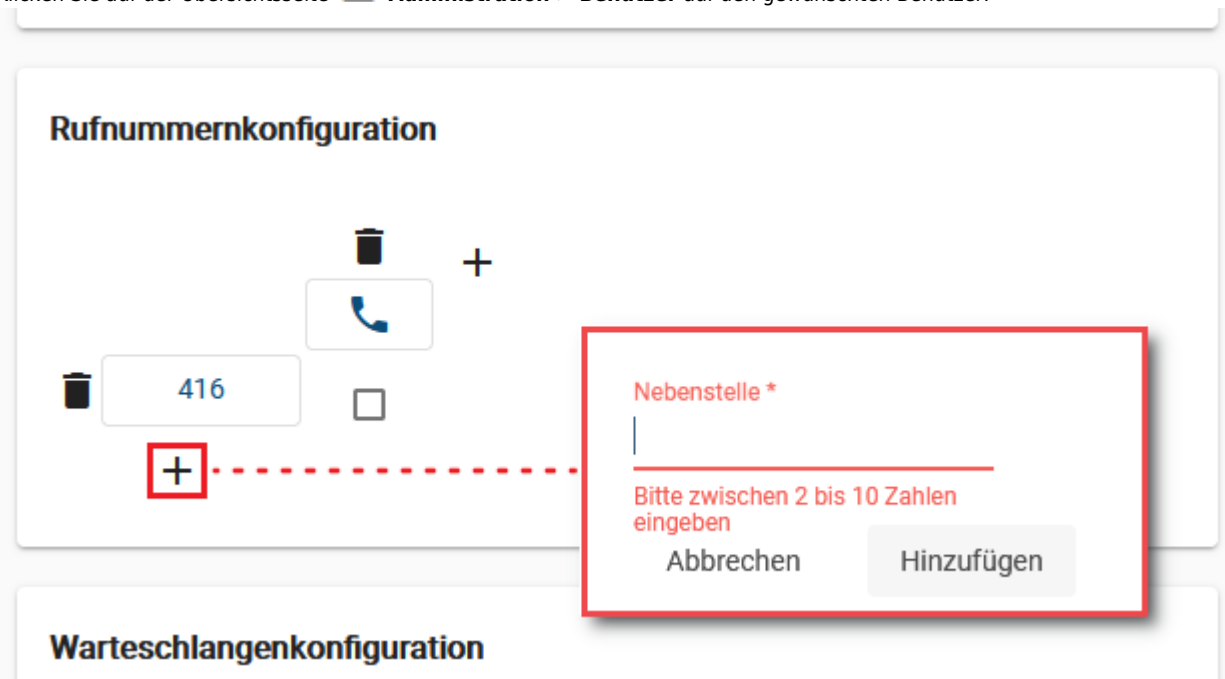 Rufnummernkonfiguration
416
Nebenstelle *
Bitte zwischen 2 bis 10 Zahlen
eingeben
Abbrechen Hinzufügen
Warteschlangenkonfiguration